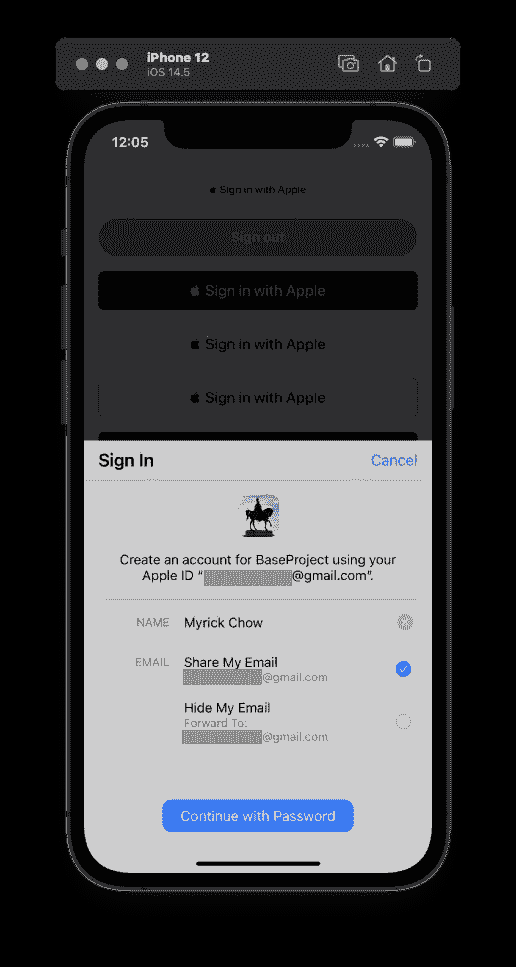 iPhone 12
iOS 14.5
12:05
Sign in with Apple
Sign out
Sign in with Apple
Sign in with Apple
Sign in with Apple
Sign In
Cancel
Create an account for BaseProject using your
Apple ID “ @gmail.com”.
NAME Myrick Chow
EMAIL Share My Email
@gmail.com
Hide My Email
Forward To:
@gmail.com
Continue with Password